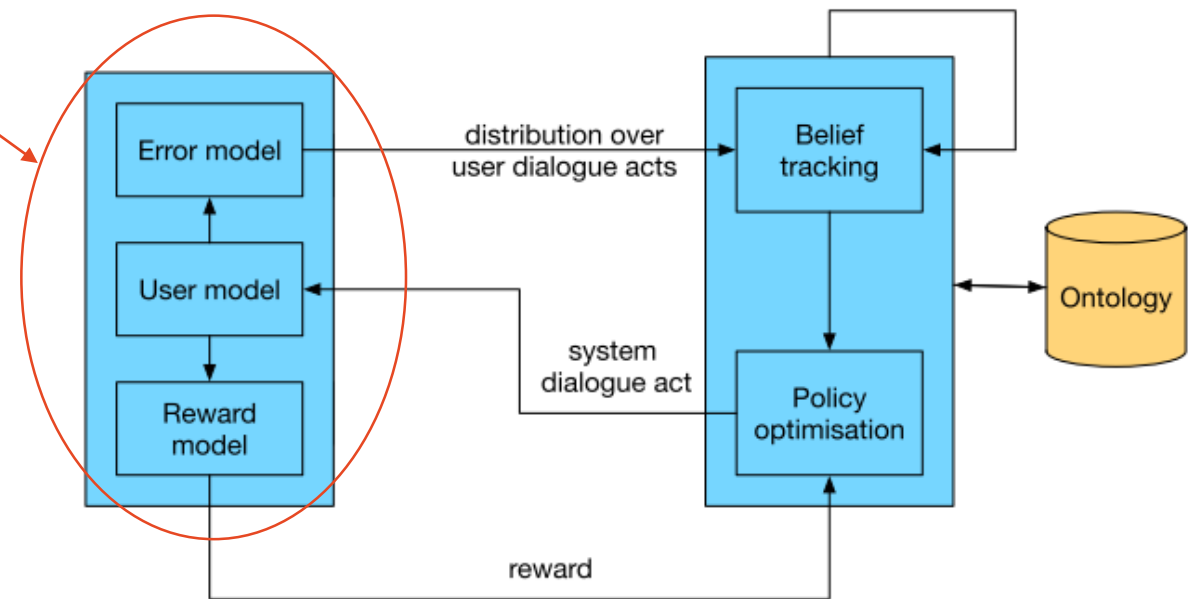 Error model
distribution over
user dialogue acts
Belief
tracking
User model
Ontology
system
dialogue act
Reward
model
Policy
optimisation
reward